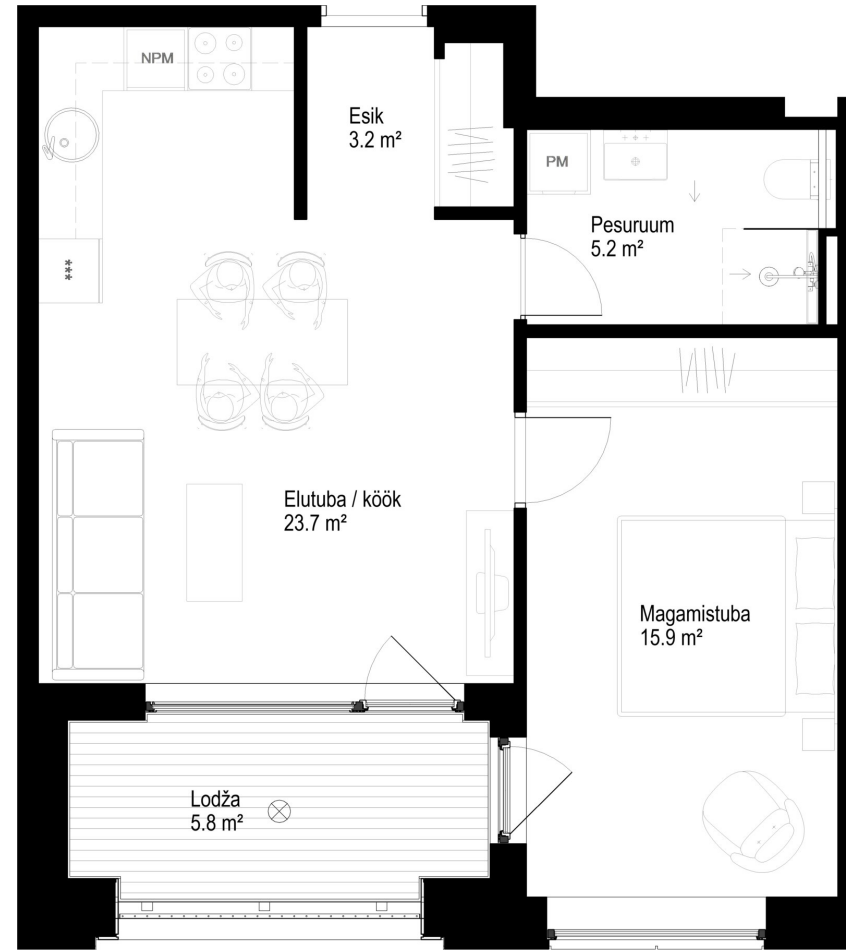 NPM
Esik
3.2 m²
PM
Pesuruum
5.2 m²
***
Elutuba / köök
23.7 m²
Magamistuba
15.9 m²
Lodža
5.8 m²